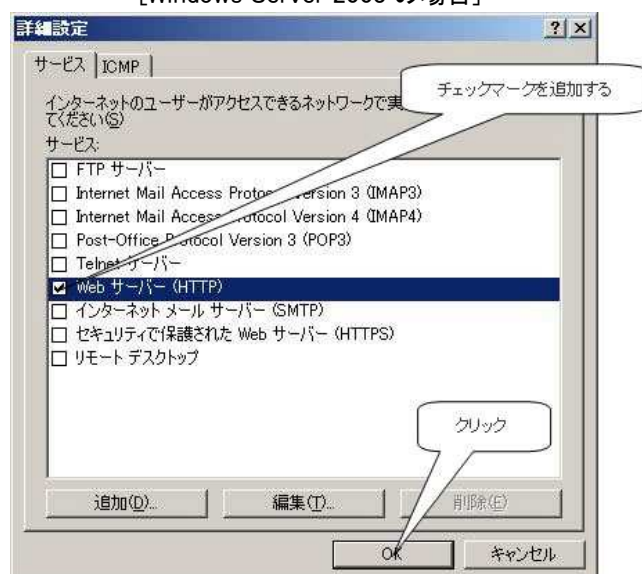 [Windows Server 2003 の場合]
詳細設定
サービス
ICMP
チェックマークを追加する
インターネットのユーザーがアクセスできるネットワークで実
てください(S)
サービス:
FTP サーバー
Internet Mail Access Protocol Version 3 (IMAP3)
Internet Mail Access Protocol Version 4 (IMAP4)
Post-Office Protocol Version 3 (POP3)
Telnet サーバー
Web サーバー (HTTP)
インターネット メール サーバー (SMTP)
セキュリティで保護された Web サーバー (HTTPS)
リモート デスクトップ
クリック
追加(D)...
編集(T)...
削除(E)
OK
キャンセル